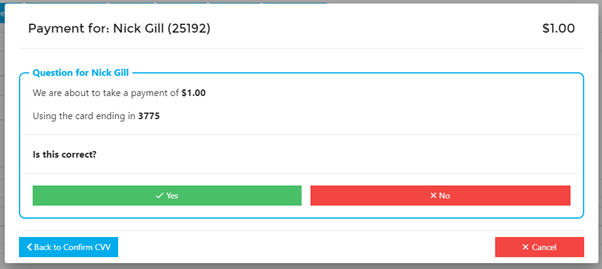 Payment for: Nick Gill (25192) $1.00
Question for Nick Gill
We are about to take a payment of $1.00
Using the card ending in 3775
Is this correct?
Yes No
Back to Confirm CVV Cancel